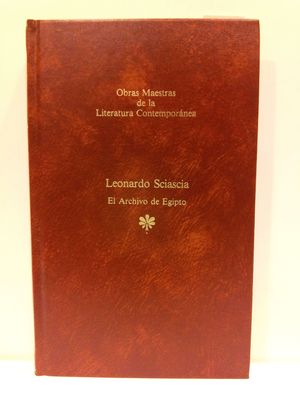 Obras Maestras
de la
Literatura Contemporánea
Leonardo Sciascia
El Archivo de Egipto